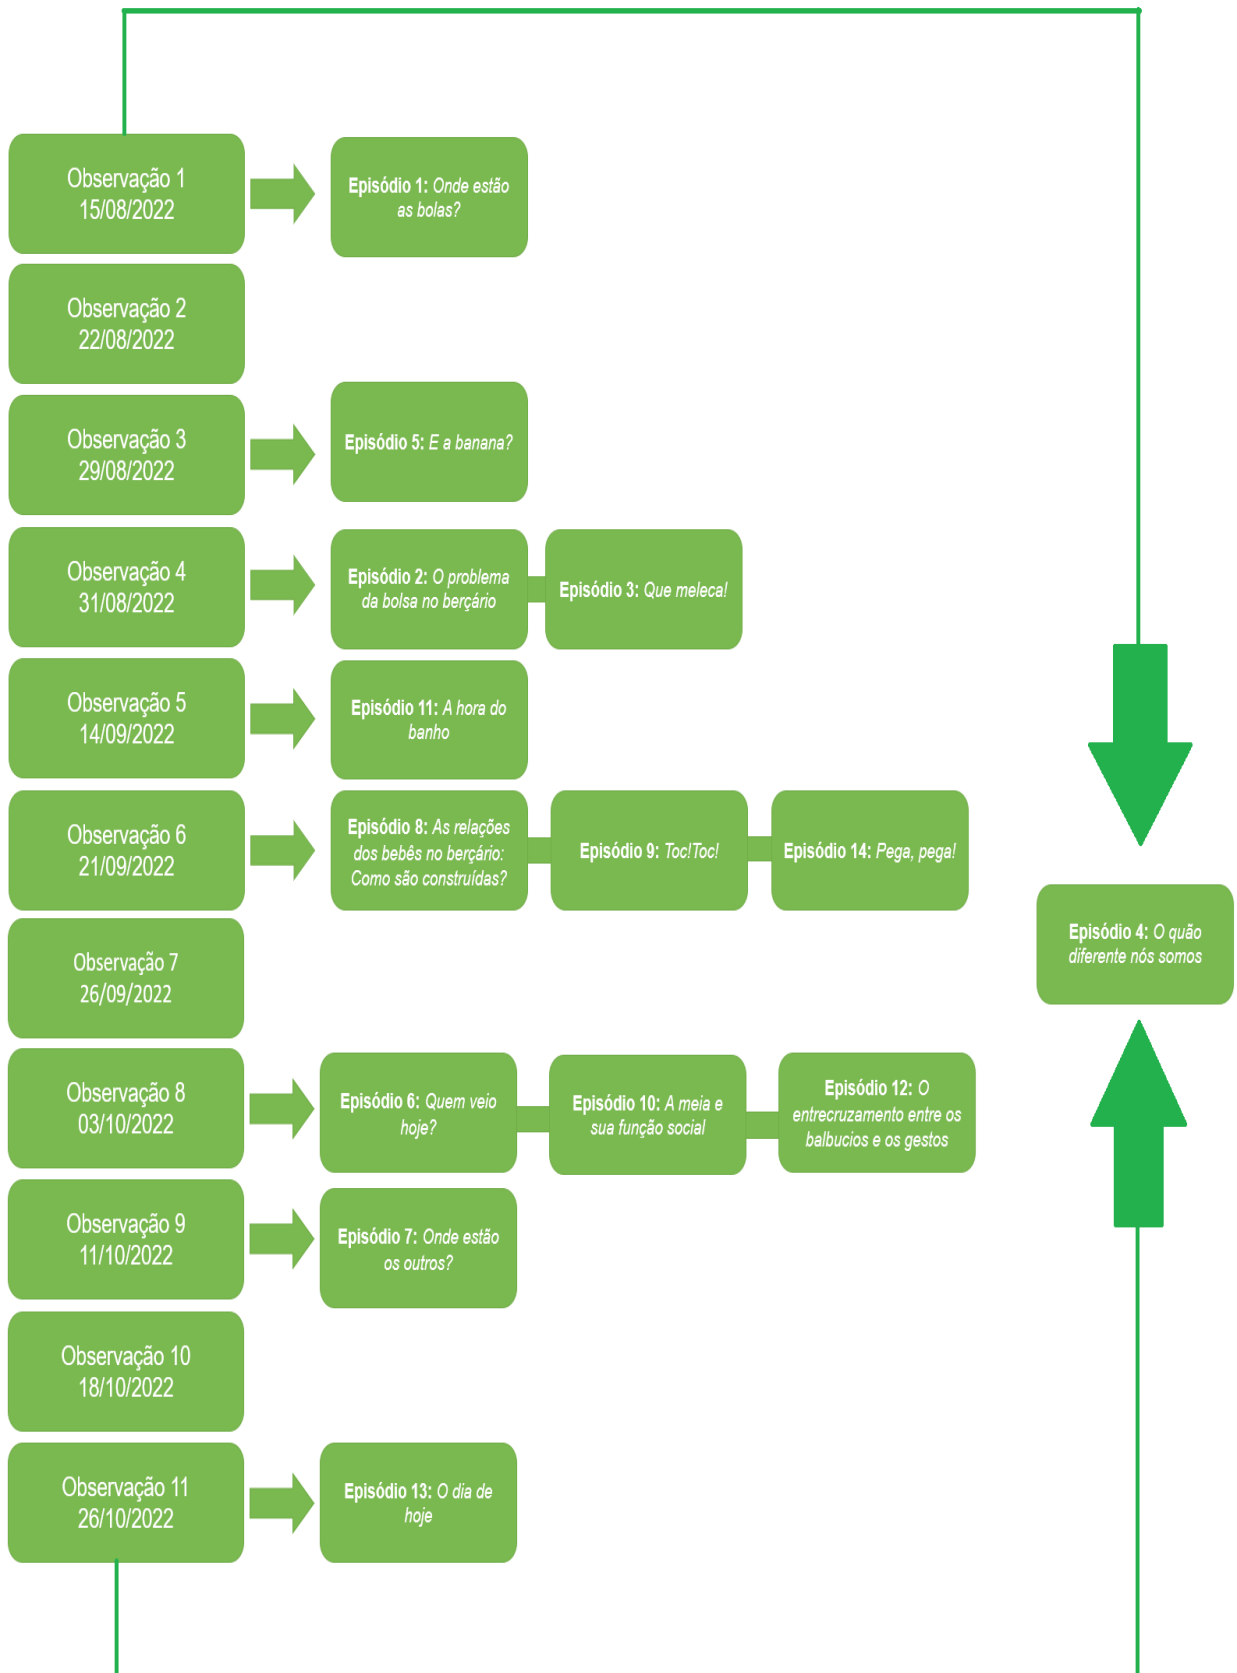 Observação 1
15/08/2022
Episódio 1: Onde estão
as bolas?
Observação 2
22/08/2022
Observação 3
29/08/2022
Episódio 5: E a banana?
Observação 4
31/08/2022
Episódio 2: O problema
da bolsa no berçário
Episódio 3: Que meleca!
Observação 5
14/09/2022
Episódio 11: A hora do
banho
Observação 6
21/09/2022
Episódio 8: As relações
dos bebês no berçário:
Como são construídas?
Episódio 9: Toc!Toc!
Episódio 14: Pega, pega!
Episódio 4: O quão
diferente nós somos
Observação 7
26/09/2022
Observação 8
03/10/2022
Episódio 6: Quem veio
hoje?
Episódio 10: A meia e
sua função social
Episódio 12: O
entrecruzamento entre os
balbucios e os gestos
Observação 9
11/10/2022
Episódio 7: Onde estão
os outros?
Observação 10
18/10/2022
Observação 11
26/10/2022
Episódio 13: O dia de
hoje